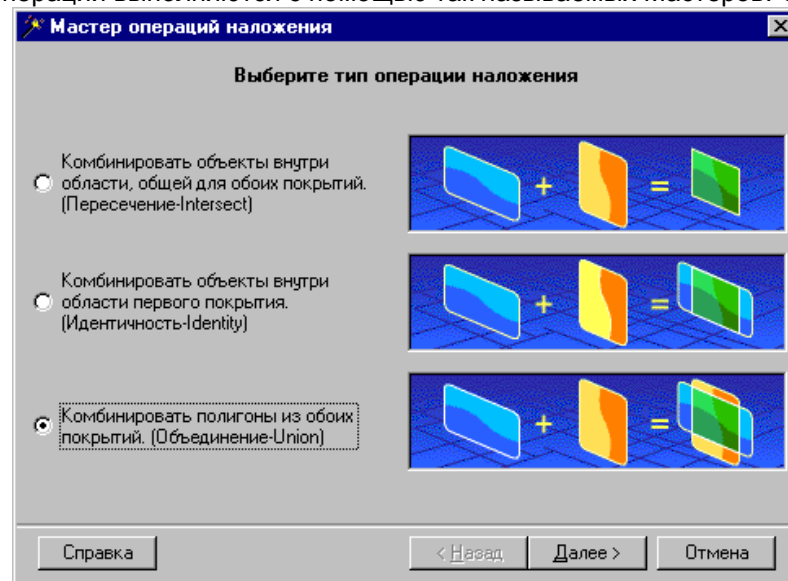 Мастер операций наложения
Выберите тип операции наложения
Комбинировать объекты внутри
области, общей для обоих покрытий.
(Пересечение-Intersect)
+ =
Комбинировать объекты внутри
области первого покрытия.
(Идентичность-Identity)
+ =
Комбинировать полигоны из обоих
покрытий. (Объединение-Union)
+ =
Справка
< Назад
Далее >
Отмена